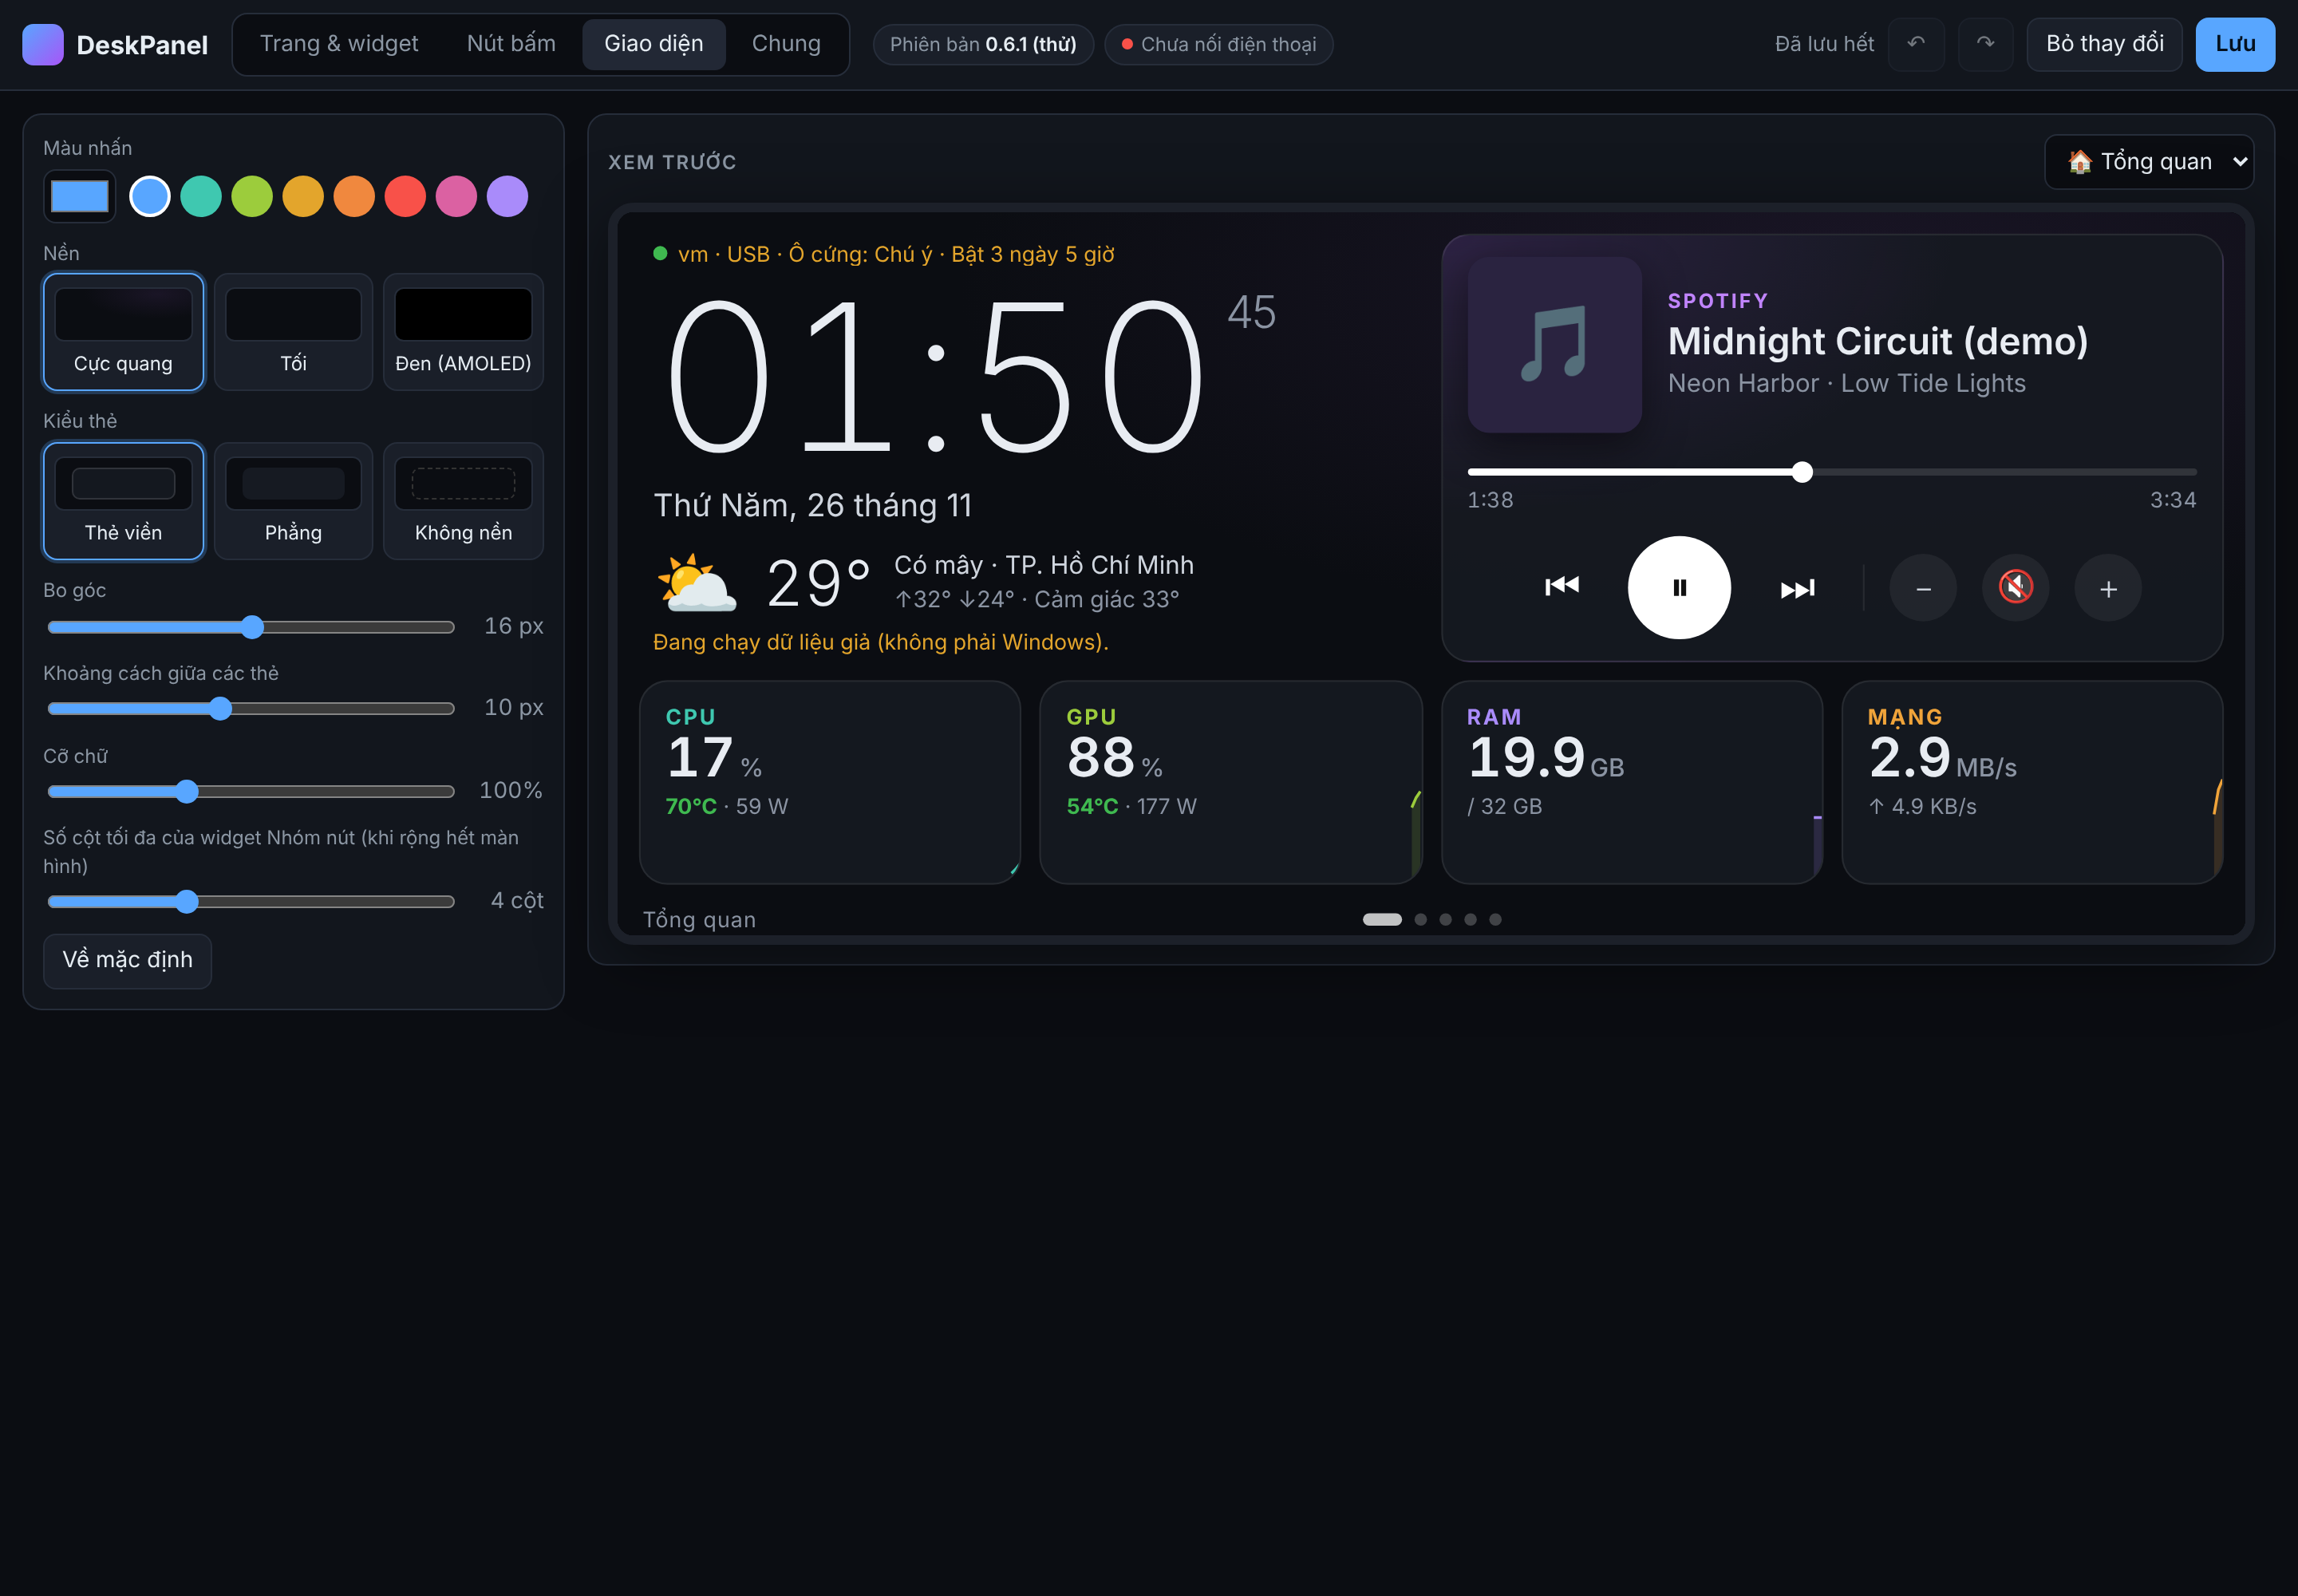 DeskPanel
Trang & widget
Nút bấm
Giao diện
Chung
Phiên bản 0.6.1 (thử)
Chưa nối điện thoại
Đã lưu hết
Bỏ thay đổi
Lưu
Màu nhấn
Nền
Cực quang
Tối
Đen (AMOLED)
Kiểu thẻ
Thẻ viền
Phẳng
Không nền
Bo góc
16 px
Khoảng cách giữa các thẻ
10 px
Cỡ chữ
100%
Số cột tối đa của widget Nhóm nút (khi rộng hết màn
hình)
4 cột
Về mặc định
XEM TRƯỚC
Tổng quan
vm · USB · Ổ cứng: Chú ý · Bật 3 ngày 5 giờ
01:50 45
Thứ Năm, 26 tháng 11
29°
Có mây · TP. Hồ Chí Minh
↑32° ↓24° · Cảm giác 33°
Đang chạy dữ liệu giả (không phải Windows).
SPOTIFY
Midnight Circuit (demo)
Neon Harbor · Low Tide Lights
1:38
3:34
CPU
17 %
70°C · 59 W
GPU
88 %
54°C · 177 W
RAM
19.9 GB
/ 32 GB
MẠNG
2.9 MB/s
↑ 4.9 KB/s
Tổng quan